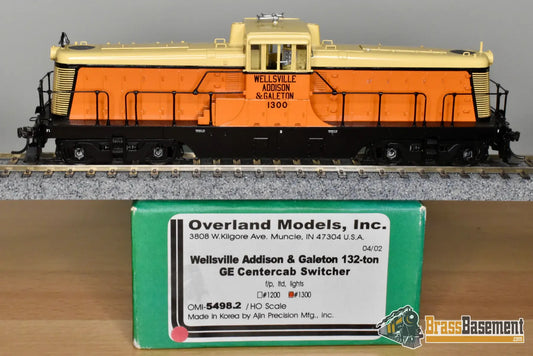 WELLSVILLE
ADDISON
& GALETON
1300
Overland Models, Inc.
3808 W. Kilgore Ave. Muncie, IN 47304 U.S.A.
04/02
Wellsville Addison & Galeton 132-ton
GE Centercab Switcher
f/p, ltd, lights
#1200 #1300
OMI-5498.2 / HO Scale
Made in Korea by Ajin Precision Mfg., Inc.
BrassBasement
.com